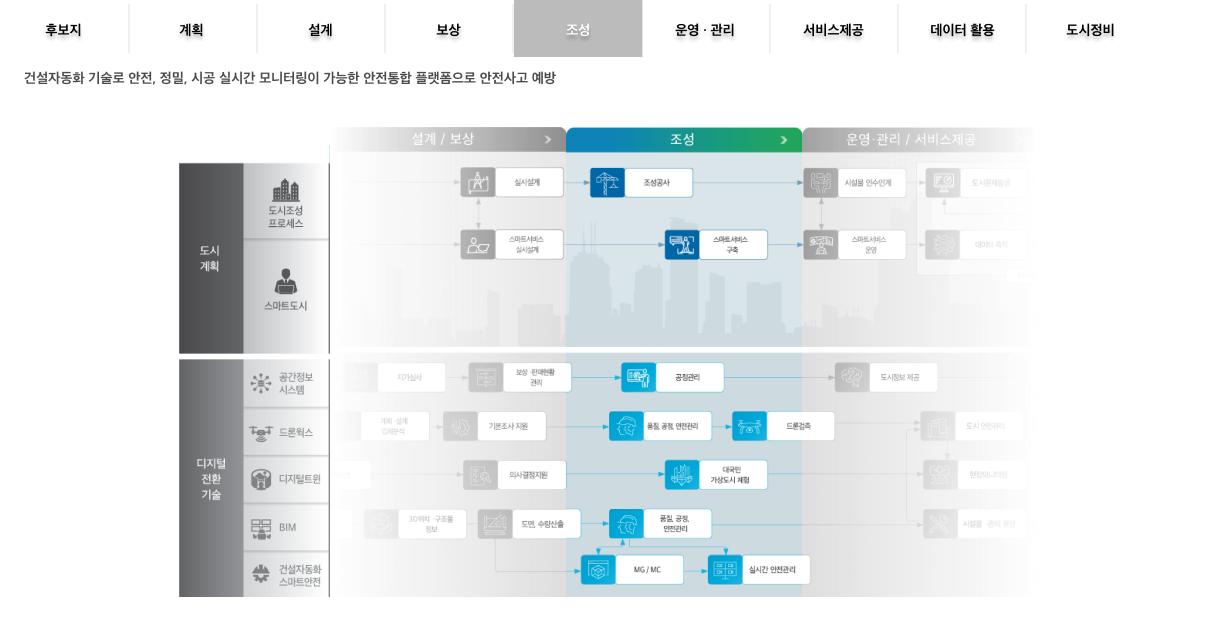 후보지
계획
설계
보상
조성
운영 · 관리
서비스제공
데이터 활용
도시정비
건설자동화 기술로 안전, 정밀, 시공 실시간 모니터링이 가능한 안전통합 플랫폼으로 안전사고 예방
설계 / 보상
조성
운영·관리 / 서비스제공
도시
계획
도시조성
프로세스
실시설계
조성공사
시설물 인수인계
스마트도시
스마트서비스
실시설계
스마트서비스
구축
스마트서비스
운영
데이터 축적
디지털
전환
기술
공간정보
시스템
지가심사
보상·판매현황
관리
공정관리
도시정보 제공
드론웍스
계획·설계
기본조사 지원
품질, 공정, 안전관리
드론검측
도시 안전관리
디지털트윈
의사결정지원
대국민
가상도시 체험
현장모니터링
BIM
3D위치·구조물
정보
도면, 수량산출
품질, 공정,
안전관리
시설물·관리 운영
건설자동화
스마트안전
MG / MC
실시간 안전관리